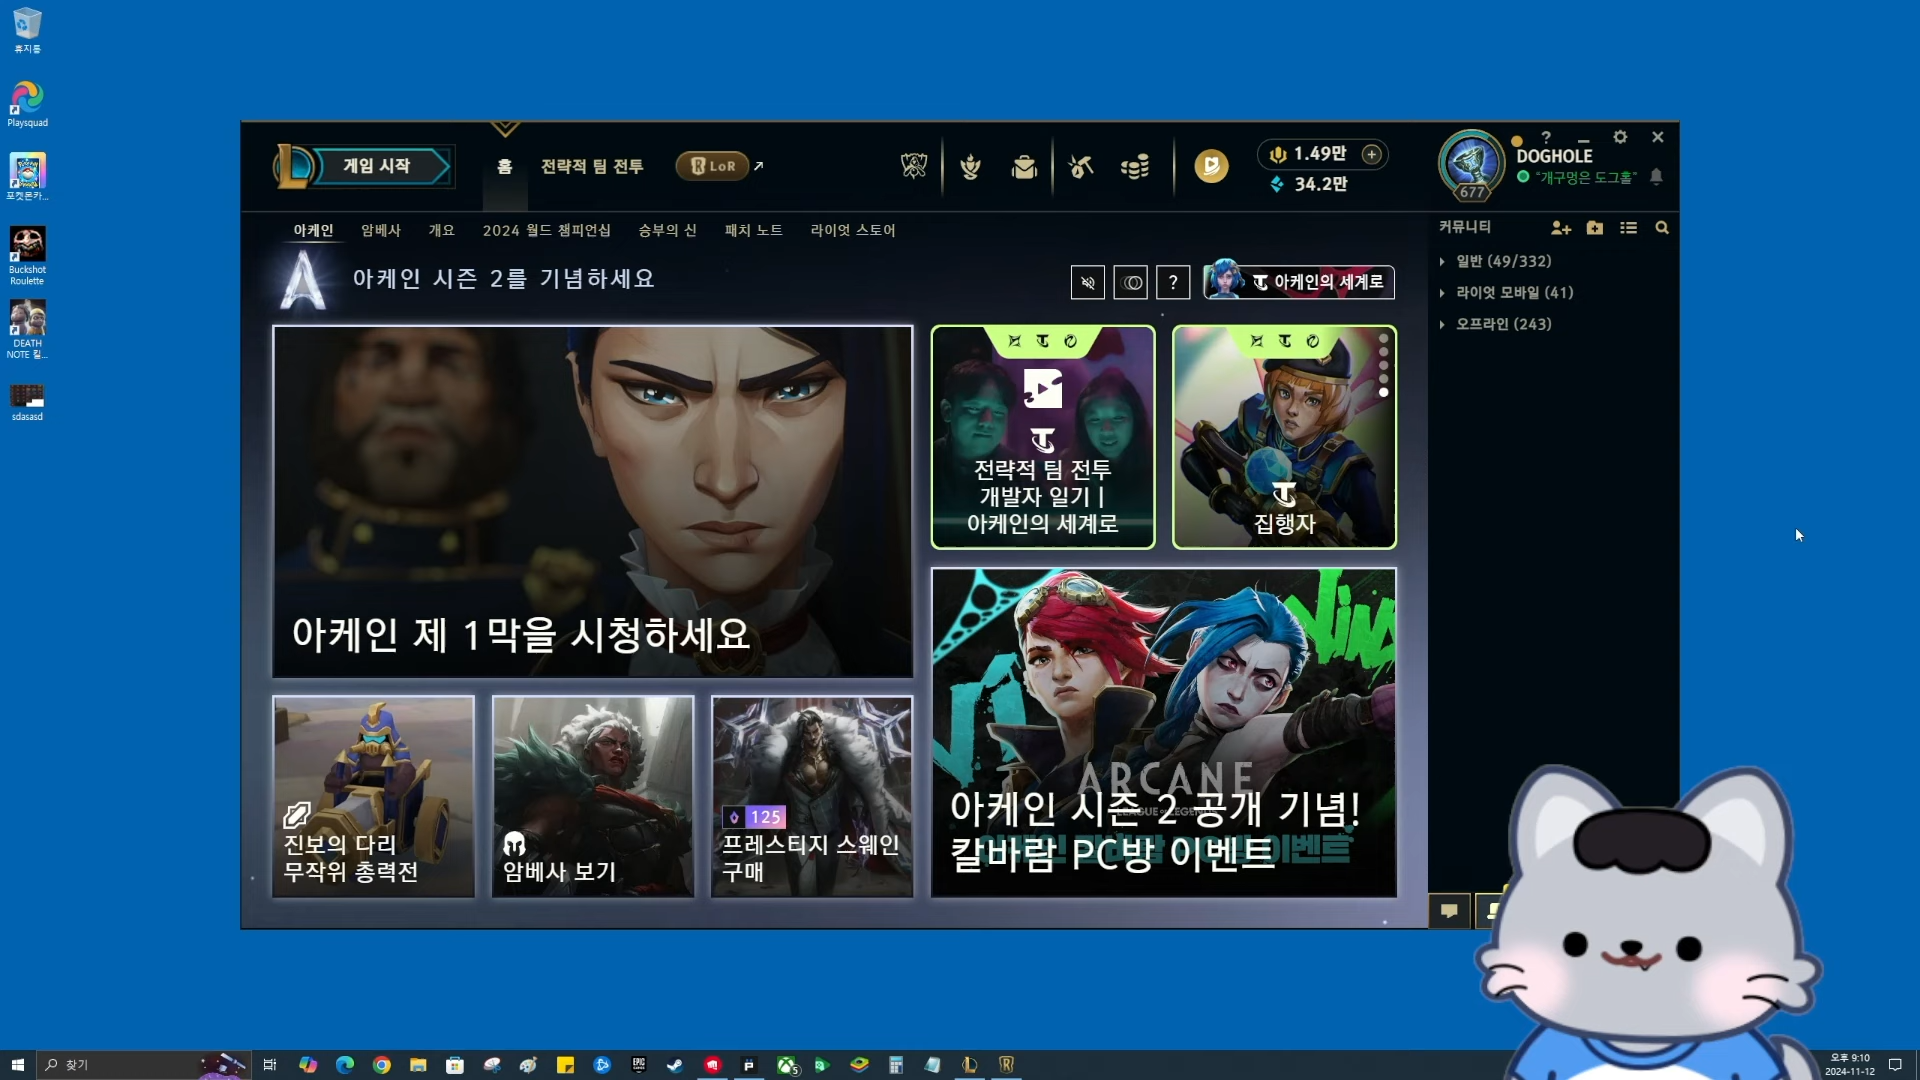 휴지통
Playsquad
포켓몬카...
Buckshot
Roulette
DEATH
NOTE 킬...
sdasasd
게임 시작
홈
전략적 팀 전투
LoR
1.49만
34.2만
677
DOGHOLE
"개구멍은 도그홀"
아케인
암베사
개요
2024 월드 챔피언십
승부의 신
패치 노트
라이엇 스토어
커뮤니티
일반 (49/332)
라이엇 모바일 (41)
오프라인 (243)
아케인 시즌 2를 기념하세요
?
아케인의 세계로
아케인 제 1막을 시청하세요
전략적 팀 전투
개발자 일기 |
아케인의 세계로
집행자
진보의 다리
무작위 총력전
암베사 보기
125
프레스티지 스웨인
구매
ARCANE
아케인 시즌 2 공개 기념!
칼바람 PC방 이벤트
찾기
오후 9:10
2024-11-12